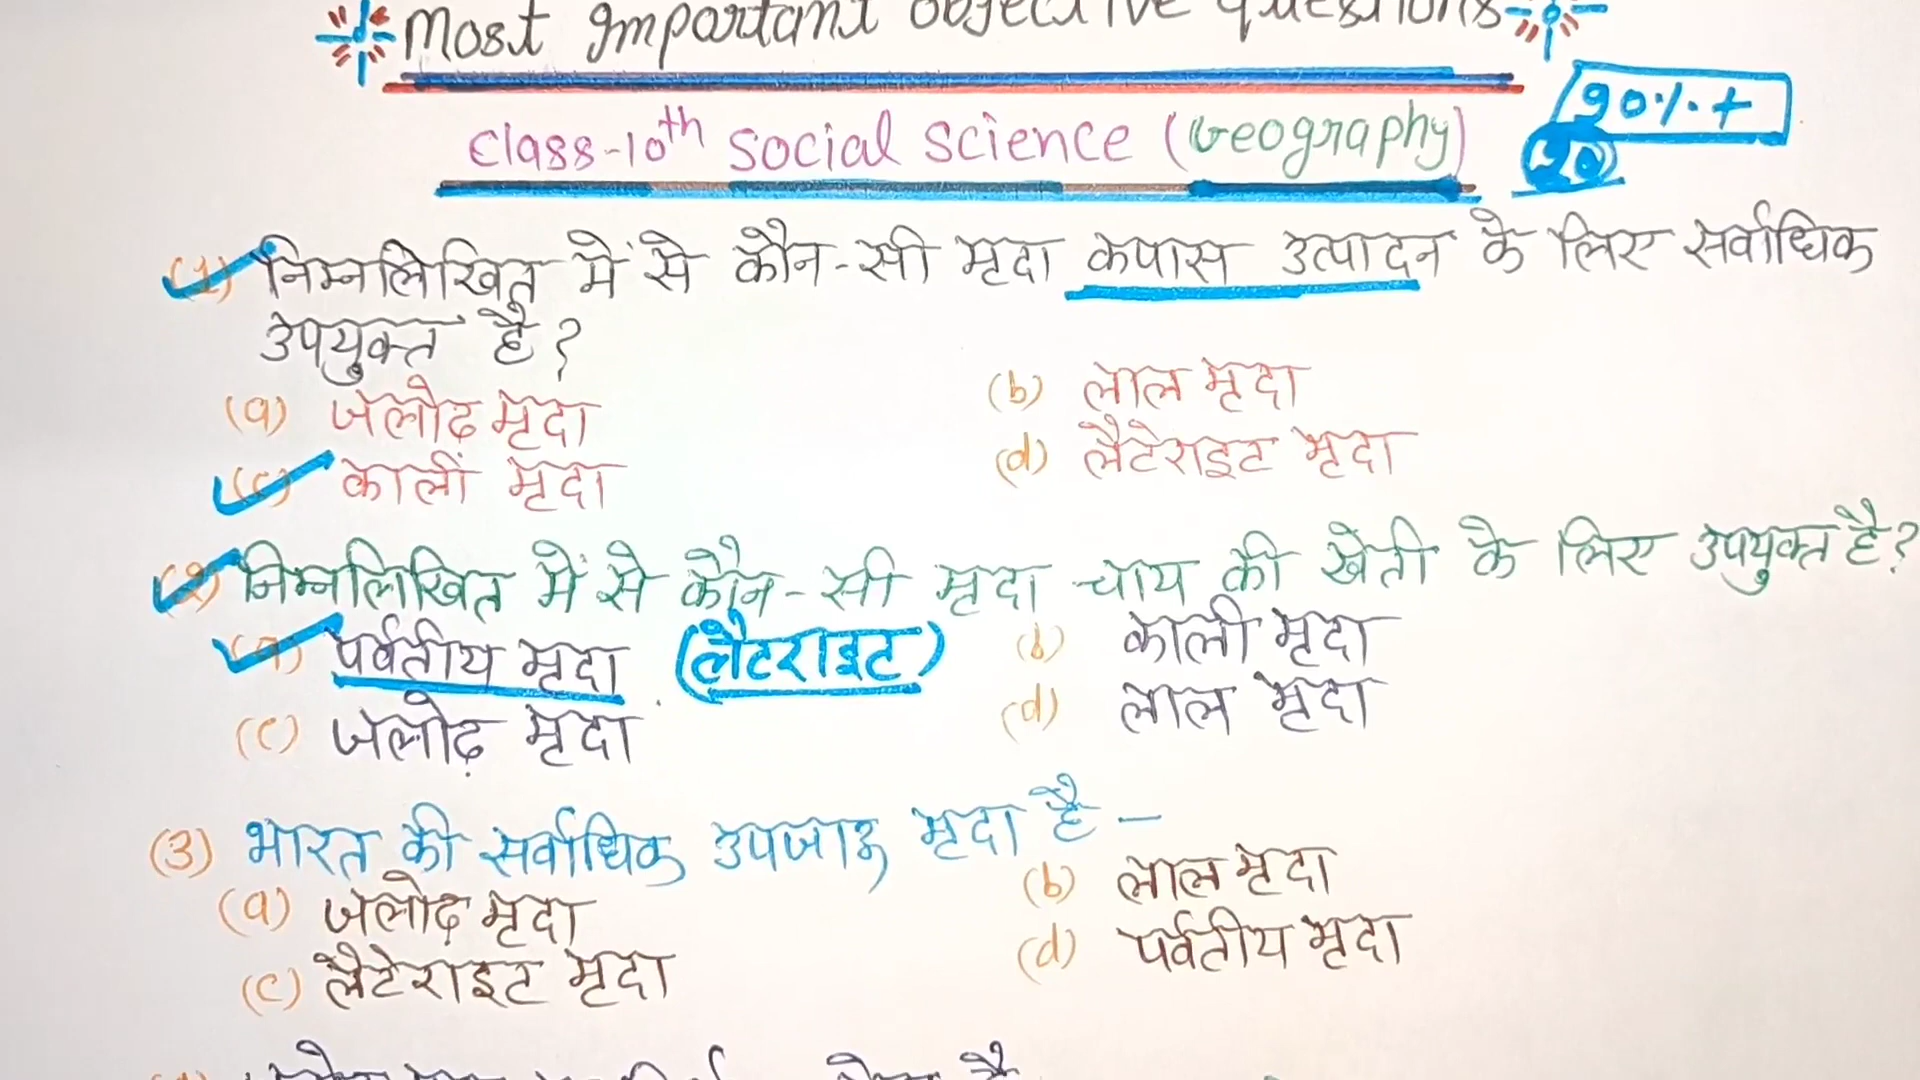 Most Important Objective Questions
Class-10th Social Science (Geography)
90%+
20
(1) निम्नलिखित में से कौन-सी मृदा कपास उत्पादन के लिए सर्वाधिक
उपयुक्त है?
(a) जलोढ़ मृदा (b) लाल मृदा
(c) काली मृदा (d) लैटेराइट मृदा
(2) निम्नलिखित में से कौन-सी मृदा चाय की खेती के लिए उपयुक्त है?
(a) पर्वतीय मृदा (लैटराइट) (b) काली मृदा
(c) जलोढ़ मृदा (d) लाल मृदा
(3) भारत की सर्वाधिक उपजाऊ मृदा है –
(a) जलोढ़ मृदा (b) लाल मृदा
(c) लैटेराइट मृदा (d) पर्वतीय मृदा